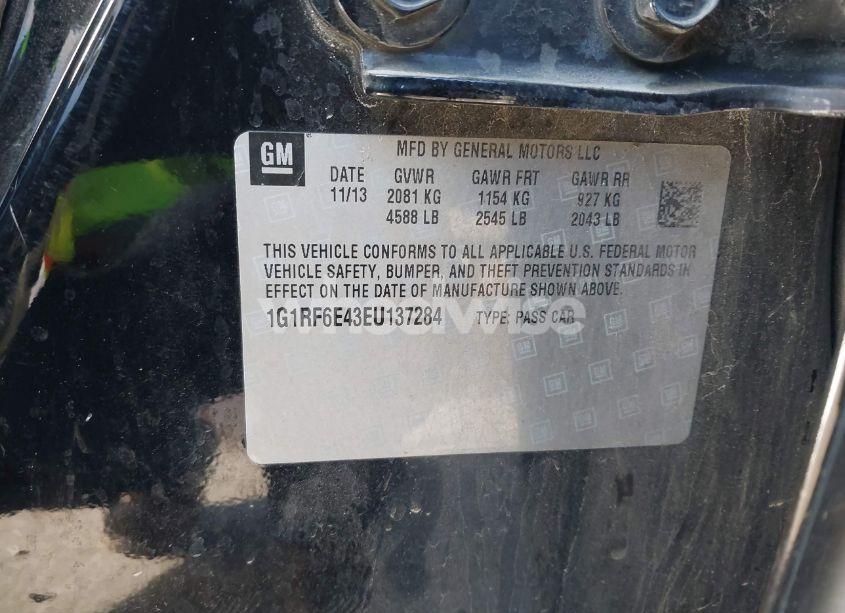 GM MFD BY GENERAL MOTORS LLC
DATE GVWR GAWR FRT GAWR RR
11/13 2081 KG 1154 KG 927 KG
4588 LB 2545 LB 2043 LB
THIS VEHICLE CONFORMS TO ALL APPLICABLE U.S. FEDERAL MOTOR
VEHICLE SAFETY, BUMPER, AND THEFT PREVENTION STANDARDS IN
EFFECT ON THE DATE OF MANUFACTURE SHOWN ABOVE.
1G1RF6E43EU137284 TYPE: PASS CAR